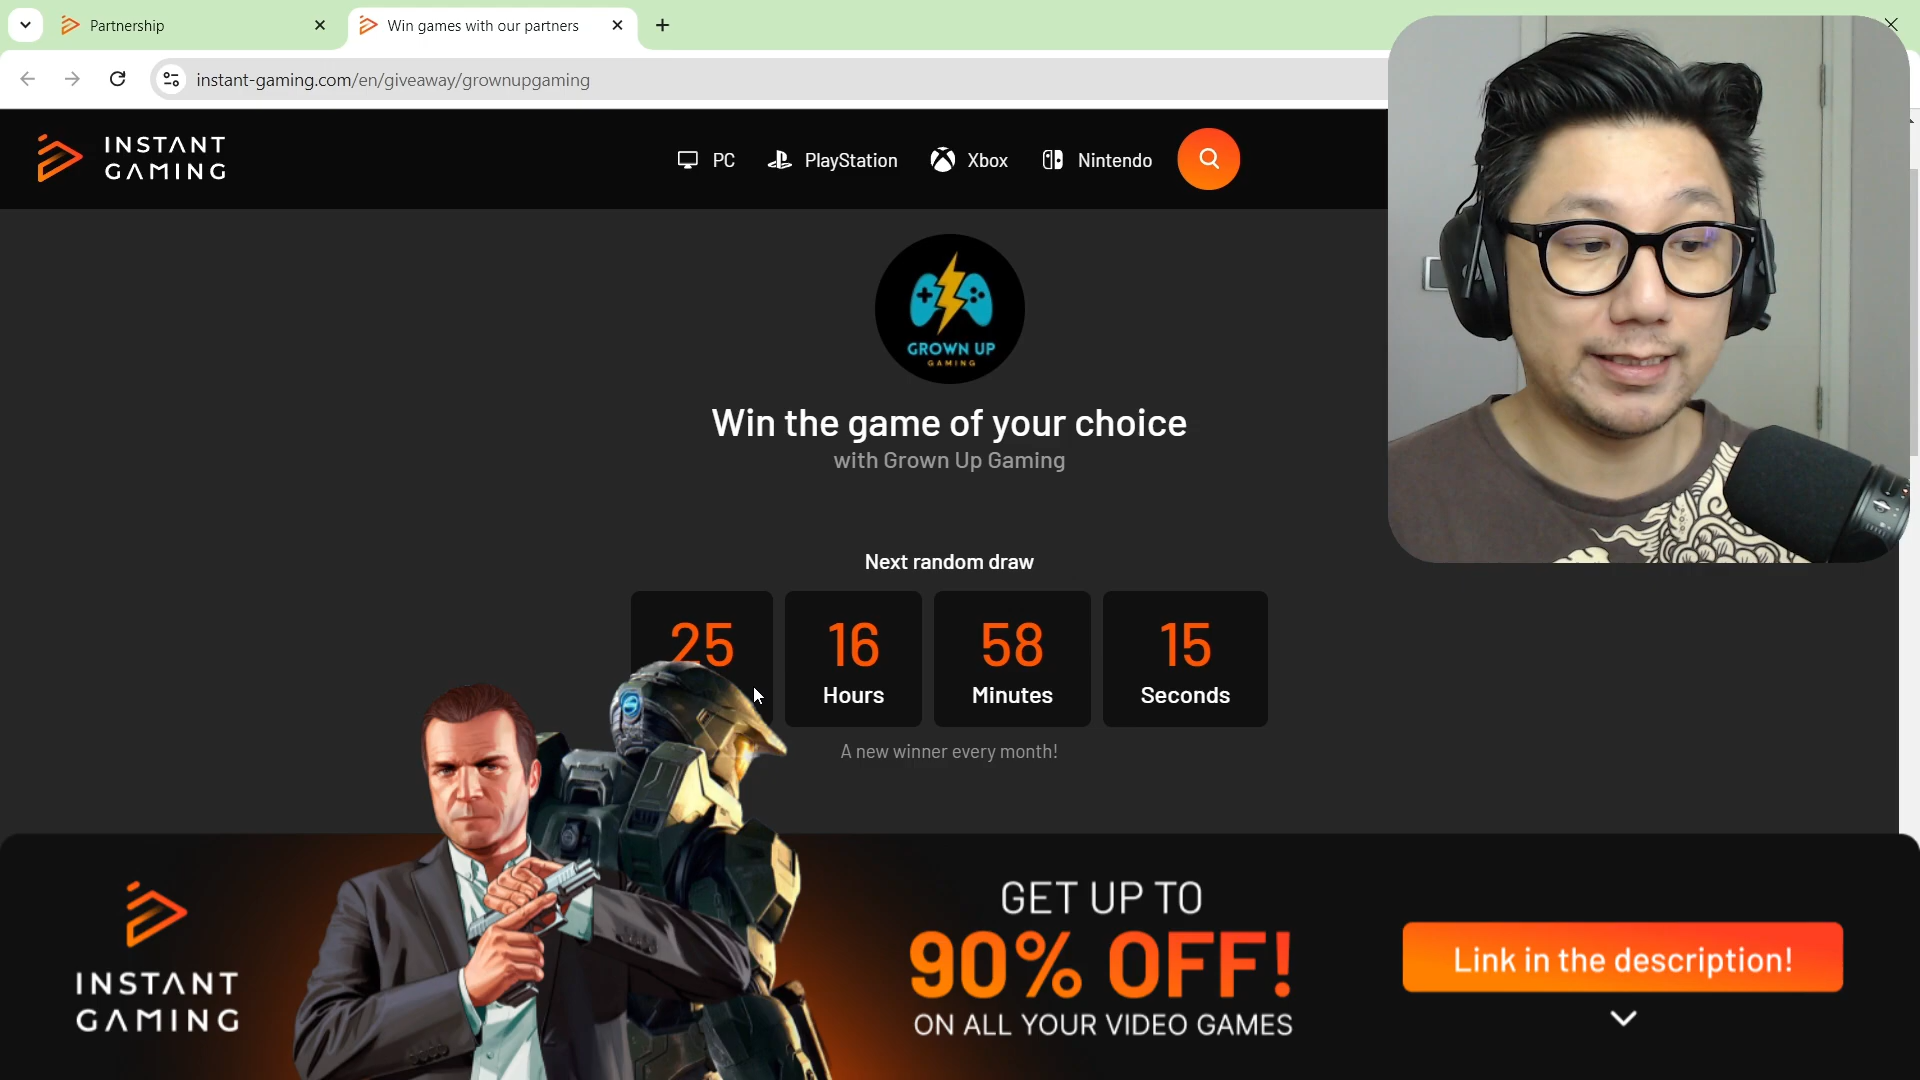 Partnership
Win games with our partners
instant-gaming.com/en/giveaway/grownupgaming
INSTANT
GAMING
PC
PlayStation
Xbox
Nintendo
GROWN UP
GAMING
Win the game of your choice
with Grown Up Gaming
Next random draw
25
16
58
15
Hours
Minutes
Seconds
A new winner every month!
INSTANT
GAMING
GET UP TO
90% OFF!
ON ALL YOUR VIDEO GAMES
Link in the description!